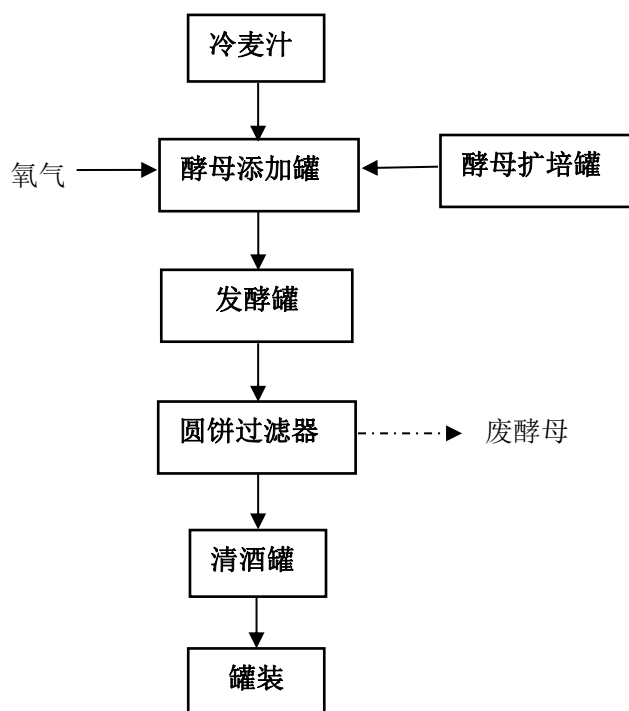 冷麦汁
氧气
酵母添加罐
酵母扩培罐
发酵罐
圆饼过滤器
废酵母
清酒罐
罐装